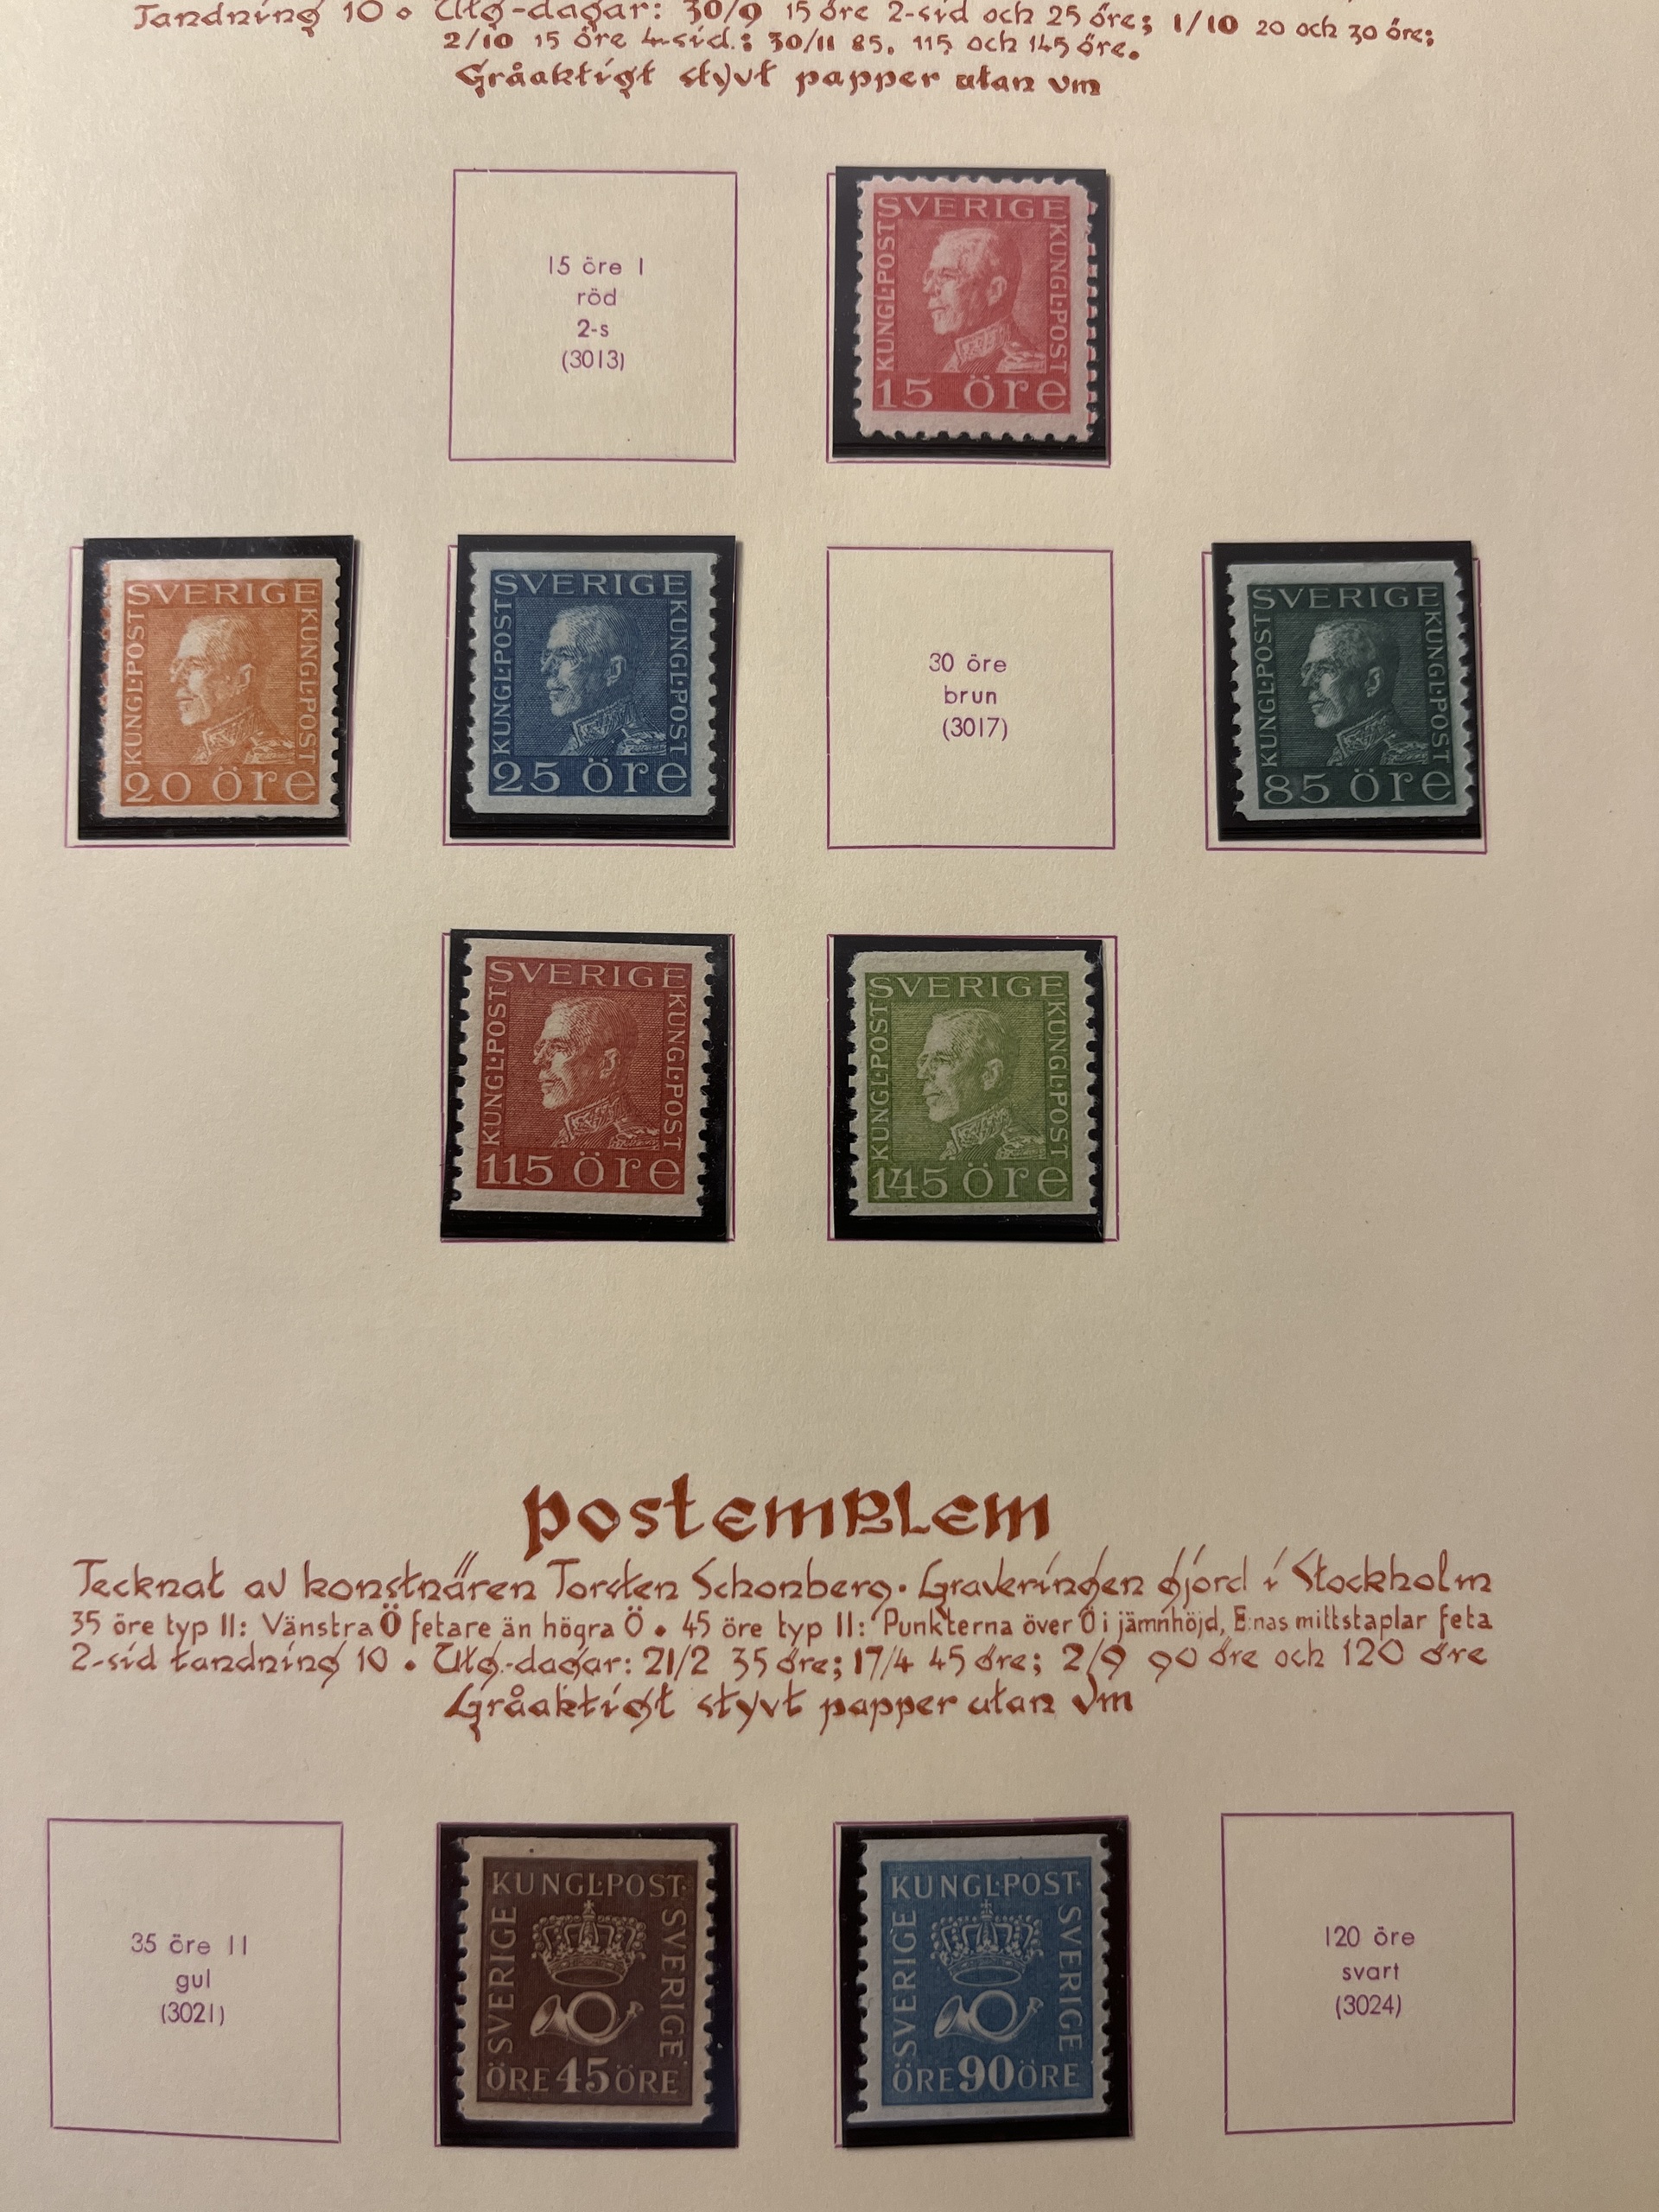 Tandning 10 • Utg-dagar: 30/9 15 öre 2-sid och 25 öre; 1/10 20 och 30 öre;
2/10 15 öre 4-sid.; 30/11 85, 115 och 145 öre.
Gråaktigt styvt papper utan vm
15 öre I
röd
2-s
(3013)
SVERIGE
KUNGL·POST
KUNGL·POST
15 öre
SVERIGE
KUNGL·POST
KUNGL·POST
20 öre
SVERIGE
KUNGL·POST
KUNGL·POST
25 öre
30 öre
brun
(3017)
SVERIGE
KUNGL·POST
KUNGL·POST
85 öre
SVERIGE
KUNGL·POST
KUNGL·POST
115 öre
SVERIGE
KUNGL·POST
KUNGL·POST
145 öre
postemblem
Tecknat av konstnären Torsten Schonberg. Graveringen gjord i Stockholm
35 öre typ II: Vänstra Ö fetare än högra Ö • 45 öre typ II: Punkterna över Ö i jämnhöjd, E:nas mittstaplar feta
2-sid tandning 10 • Utg.-dagar: 21/2 35 öre; 17/4 45 öre; 2/9 90 öre och 120 öre
Gråaktigt styvt papper utan vm
35 öre II
gul
(3021)
KUNGL·POST·
SVERIGE
SVERIGE
ÖRE 45 ÖRE
KUNGL·POST·
SVERIGE
SVERIGE
ÖRE 90 ÖRE
120 öre
svart
(3024)